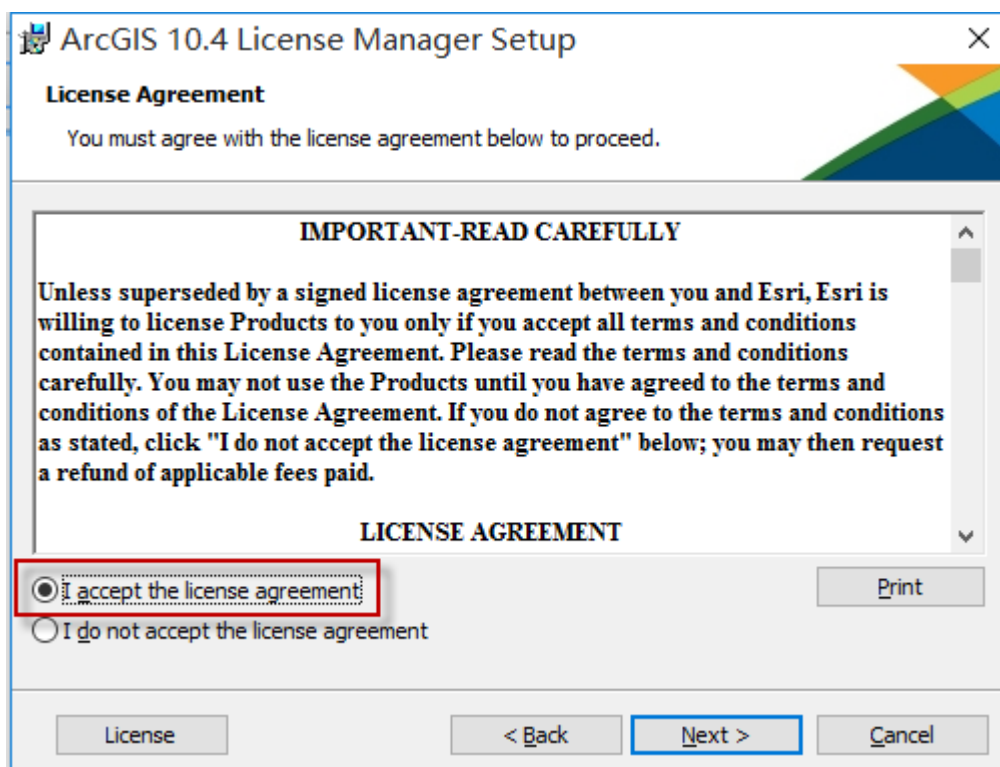 ArcGIS 10.4 License Manager Setup
License Agreement
You must agree with the license agreement below to proceed.
IMPORTANT-READ CAREFULLY
Unless superseded by a signed license agreement between you and Esri, Esri is
willing to license Products to you only if you accept all terms and conditions
contained in this License Agreement. Please read the terms and conditions
carefully. You may not use the Products until you have agreed to the terms and
conditions of the License Agreement. If you do not agree to the terms and conditions
as stated, click "I do not accept the license agreement" below; you may then request
a refund of applicable fees paid.
LICENSE AGREEMENT
I accept the license agreement
Print
I do not accept the license agreement
License
< Back
Next >
Cancel